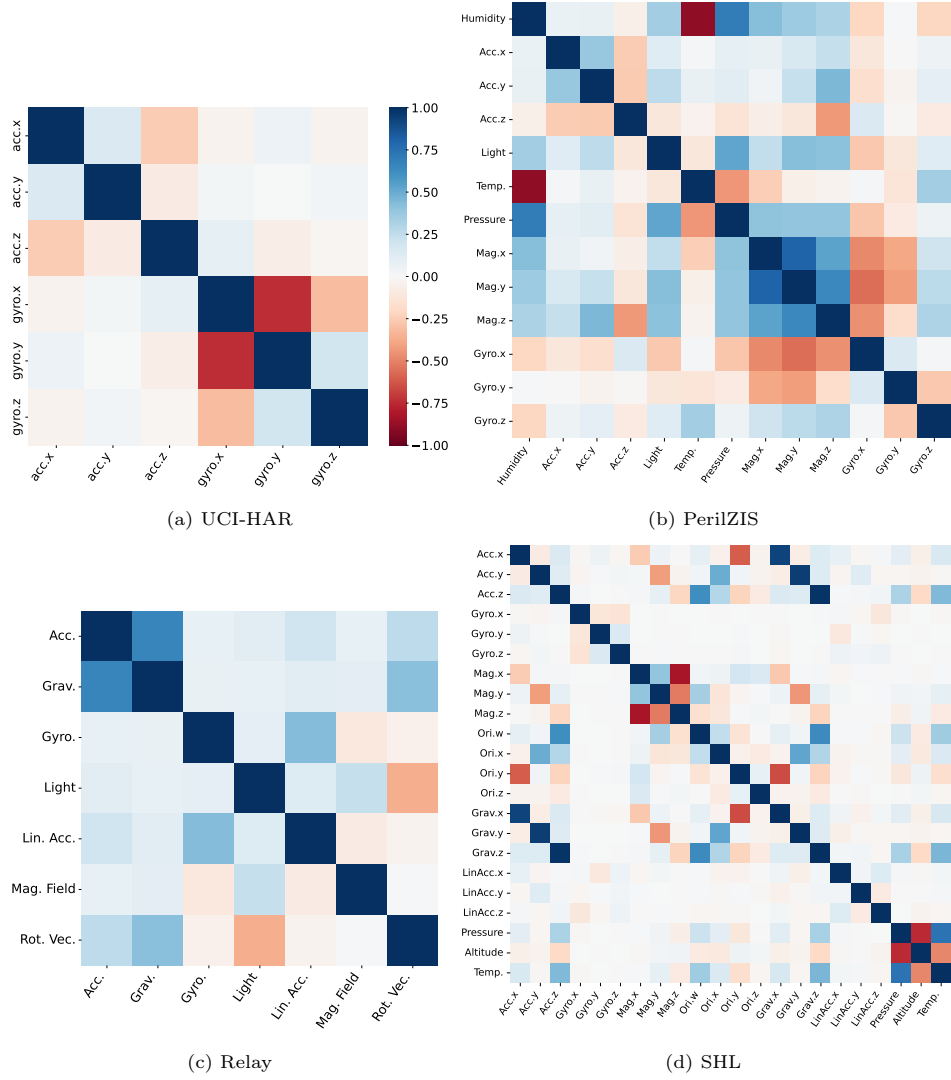 acc.x
acc.y
acc.z
gyro.x
gyro.y
gyro.z
acc.x
acc.y
acc.z
gyro.x
gyro.y
gyro.z
1.00
0.75
0.50
0.25
0.00
−0.25
−0.50
−0.75
−1.00
(a) UCI-HAR
Humidity
Acc.x
Acc.y
Acc.z
Light
Temp.
Pressure
Mag.x
Mag.y
Mag.z
Gyro.x
Gyro.y
Gyro.z
Humidity
Acc.x
Acc.y
Acc.z
Light
Temp.
Pressure
Mag.x
Mag.y
Mag.z
Gyro.x
Gyro.y
Gyro.z
(b) PerilZIS
Acc.
Grav.
Gyro.
Light
Lin. Acc.
Mag. Field
Rot. Vec.
Acc.
Grav.
Gyro.
Light
Lin. Acc.
Mag. Field
Rot. Vec.
(c) Relay
Acc.x
Acc.y
Acc.z
Gyro.x
Gyro.y
Gyro.z
Mag.x
Mag.y
Mag.z
Ori.w
Ori.x
Ori.y
Ori.z
Grav.x
Grav.y
Grav.z
LinAcc.x
LinAcc.y
LinAcc.z
Pressure
Altitude
Temp.
Acc.x
Acc.y
Acc.z
Gyro.x
Gyro.y
Gyro.z
Mag.x
Mag.y
Mag.z
Ori.w
Ori.x
Ori.y
Ori.z
Grav.x
Grav.y
Grav.z
LinAcc.x
LinAcc.y
LinAcc.z
Pressure
Altitude
Temp.
(d) SHL